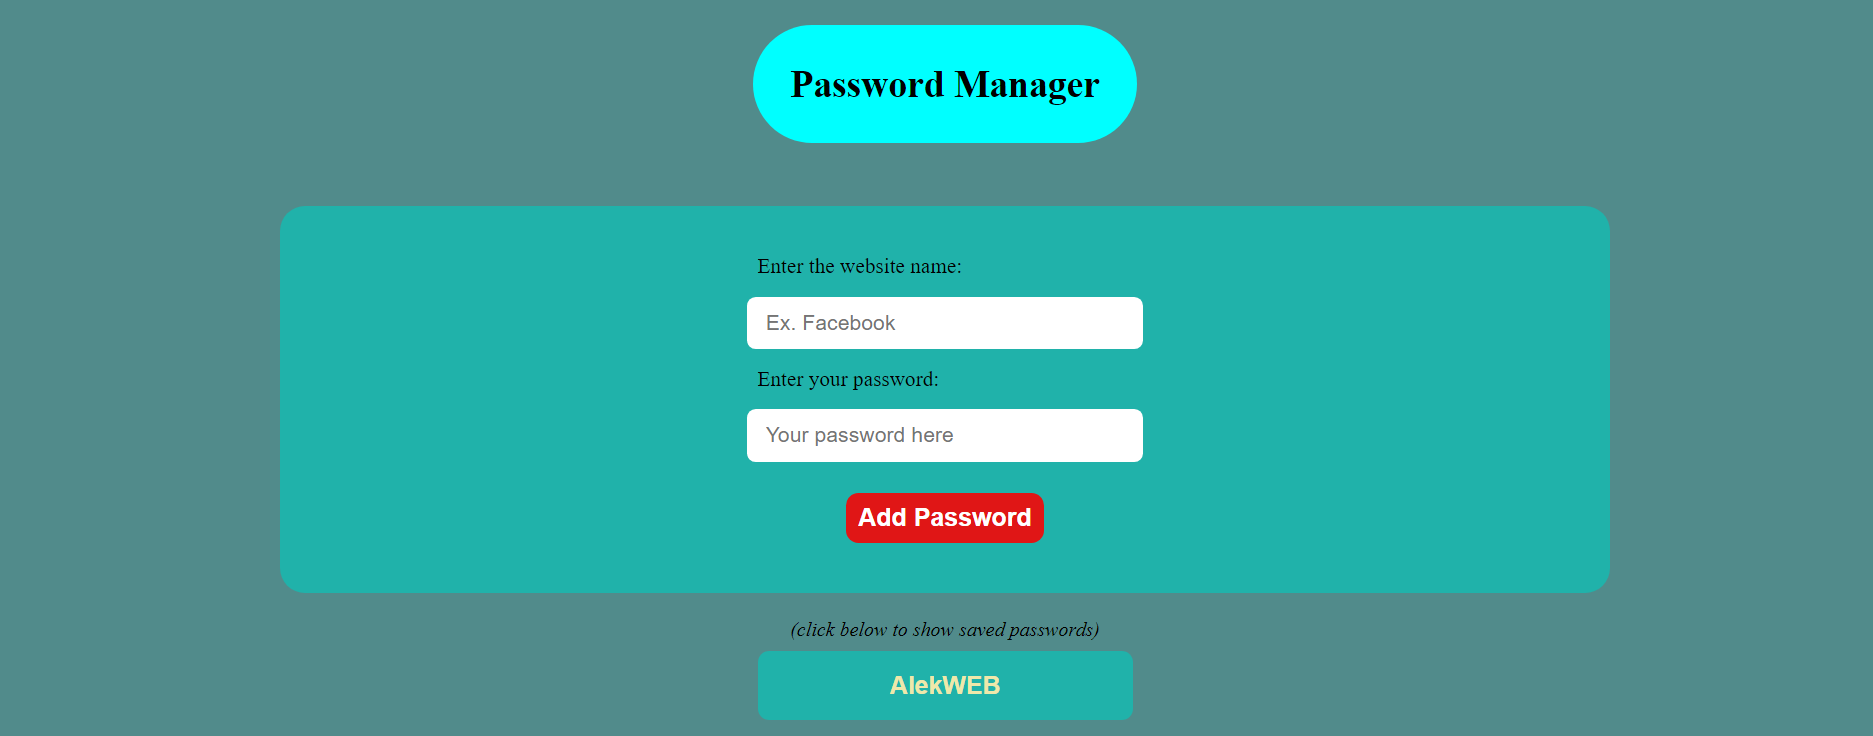 Password Manager
Enter the website name:
Ex. Facebook
Enter your password:
Your password here
Add Password
(click below to show saved passwords)
AlekWEB